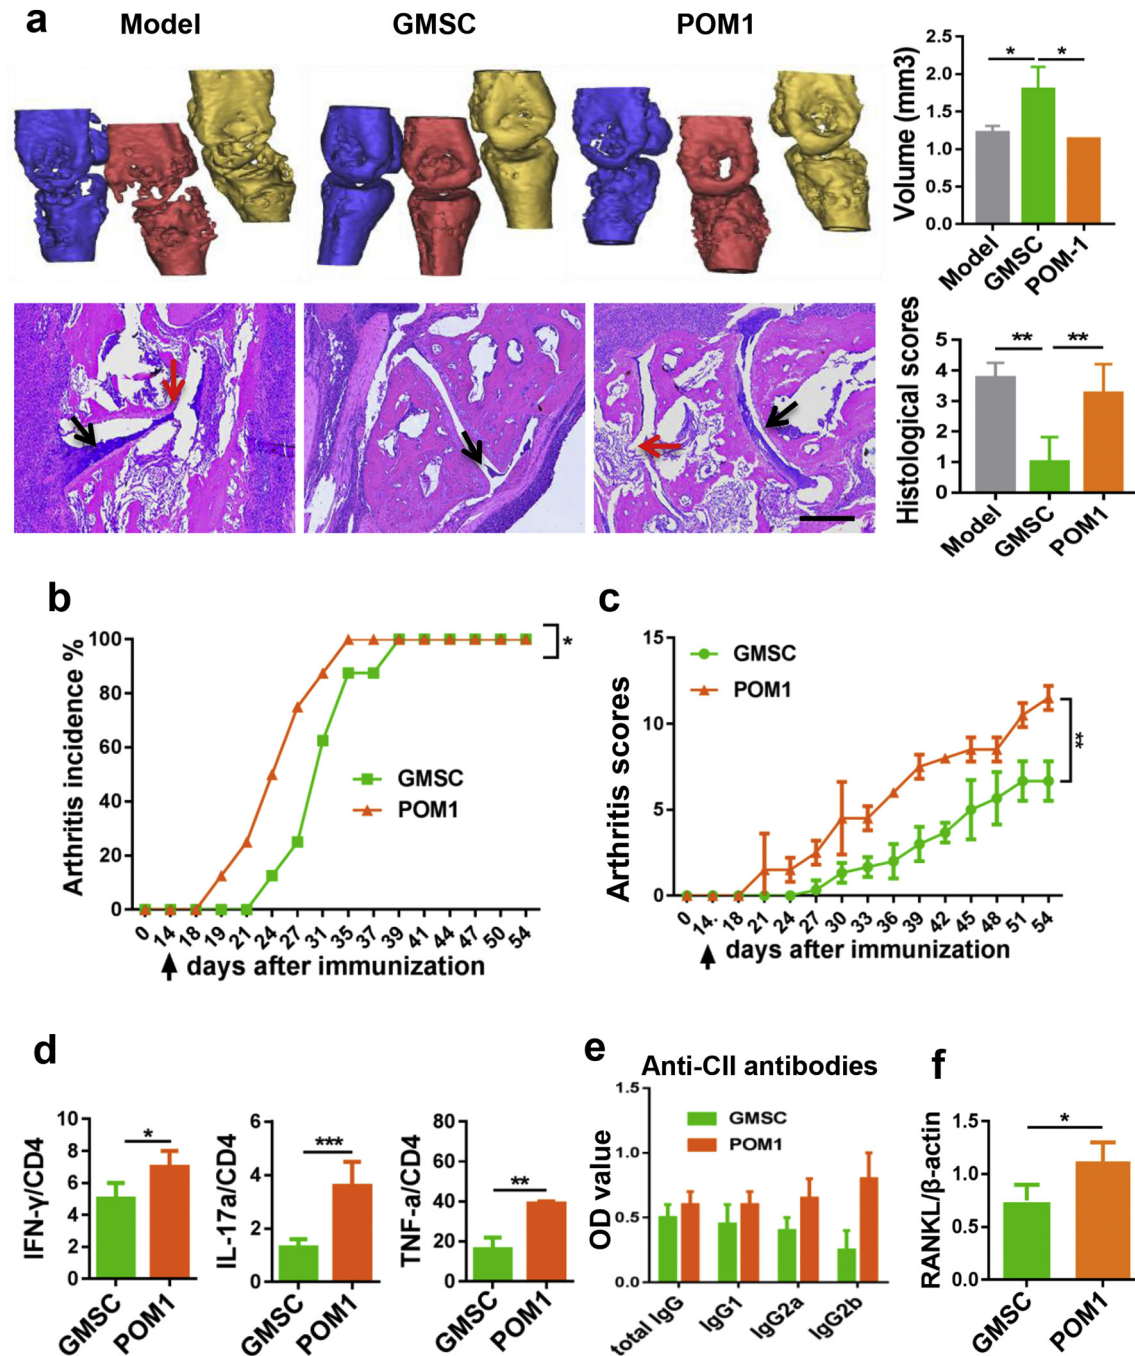 a
Model
GMSC
POM1
Volume (mm3)
2.5
2.0
1.5
1.0
0.5
0.0
*
*
Model
GMSC
POM-1
Histological scores
5
4
3
2
1
0
**
**
Model
GMSC
POM1
b
Arthritis incidence %
100
80
60
40
20
0
GMSC
POM1
*
0 14 18 19 21 24 27 31 35 37 39 41 44 47 50 54
days after immunization
c
Arthritis scores
15
10
5
0
GMSC
POM1
**
0 14. 18 21 24 27 30 33 36 39 42 45 48 51 54
days after immunization
d
IFN-γ/CD4
10
8
6
4
2
0
*
GMSC
POM1
IL-17a/CD4
6
4
2
0
***
GMSC
POM1
TNF-a/CD4
80
60
40
20
0
**
GMSC
POM1
e
Anti-CII antibodies
OD value
1.5
1.0
0.5
0.0
GMSC
POM1
total IgG
IgG1
IgG2a
IgG2b
f
RANKL/β-actin
1.5
1.0
0.5
0.0
*
GMSC
POM1